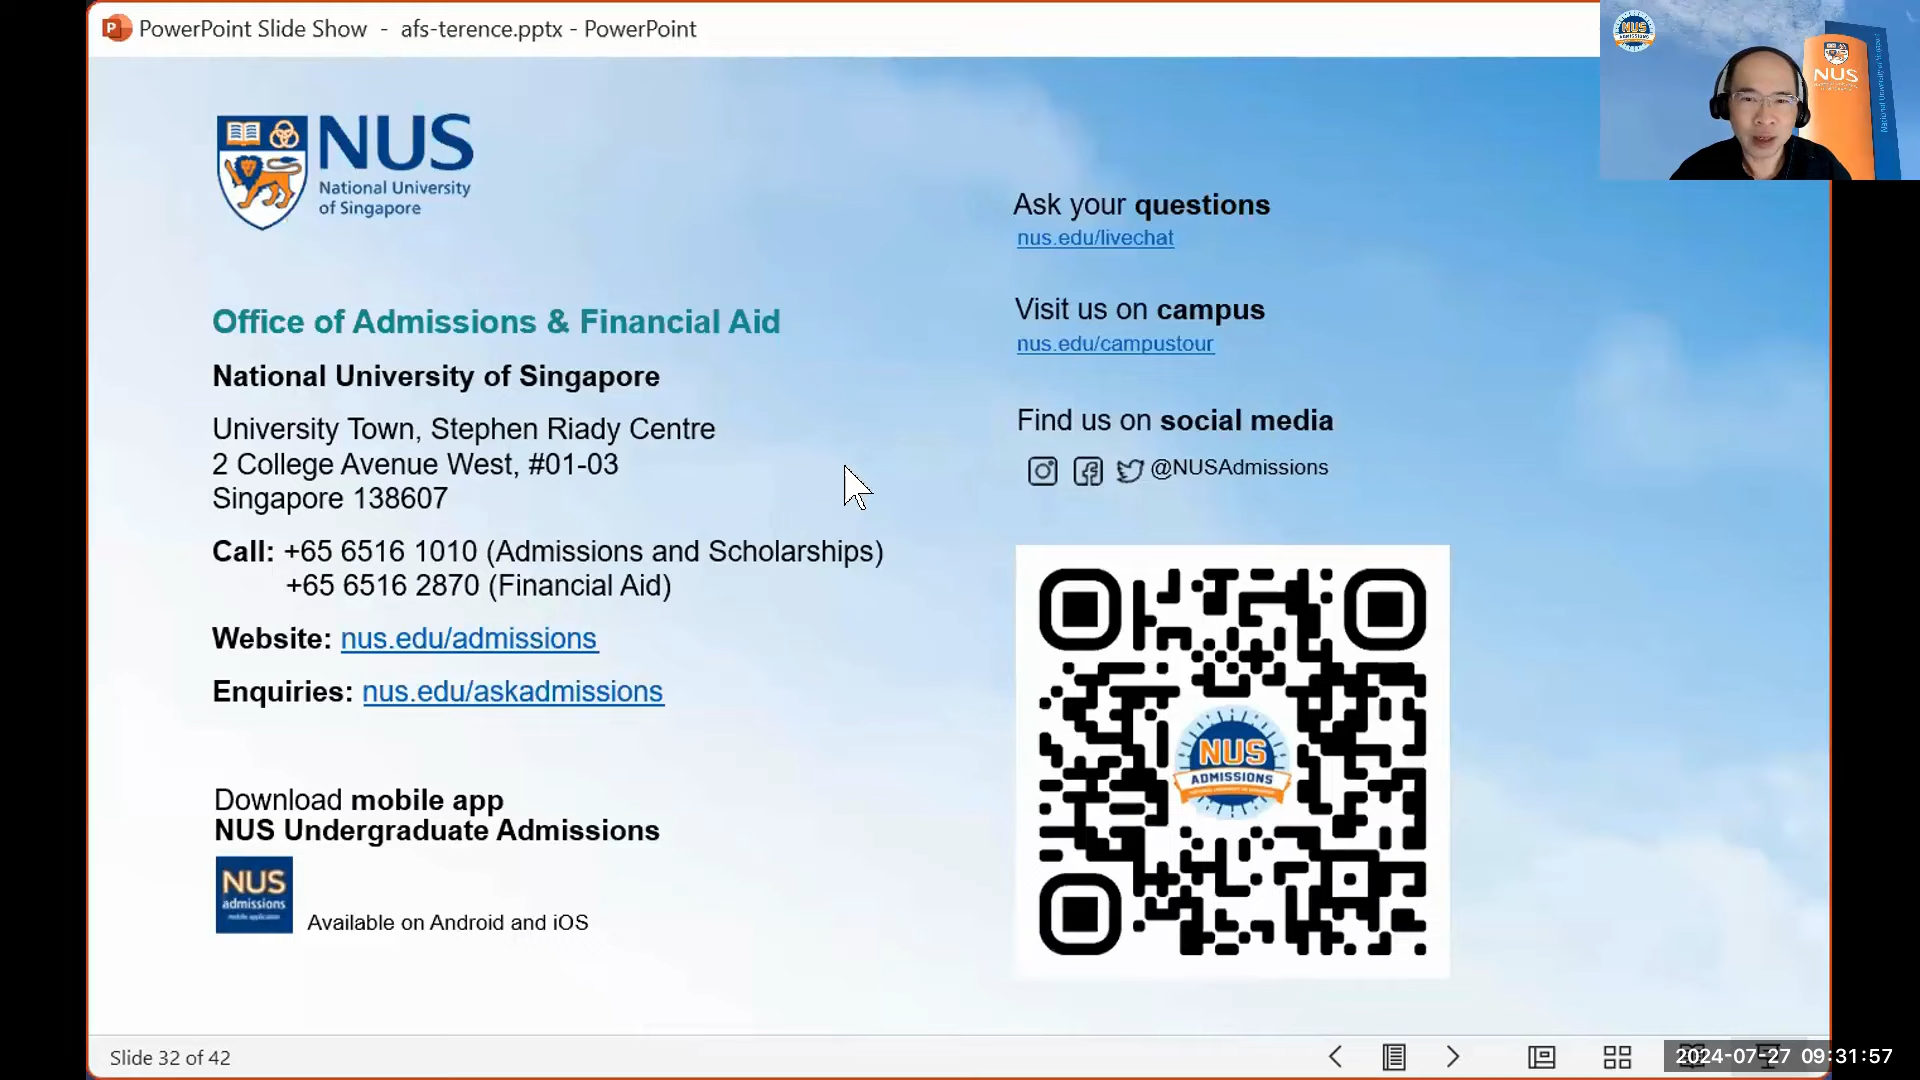 PowerPoint Slide Show - afs-terence.pptx - PowerPoint
NUS
National University
of Singapore
Office of Admissions & Financial Aid
National University of Singapore
University Town, Stephen Riady Centre
2 College Avenue West, #01-03
Singapore 138607
Call: +65 6516 1010 (Admissions and Scholarships)
+65 6516 2870 (Financial Aid)
Website: nus.edu/admissions
Enquiries: nus.edu/askadmissions
Download mobile app
NUS Undergraduate Admissions
NUS
admissions
mobile application
Available on Android and iOS
Ask your questions
nus.edu/livechat
Visit us on campus
nus.edu/campustour
Find us on social media
@NUSAdmissions
NUS
ADMISSIONS
NUS
ADMISSIONS
NUS
Slide 32 of 42
2024-07-27 09:31:57